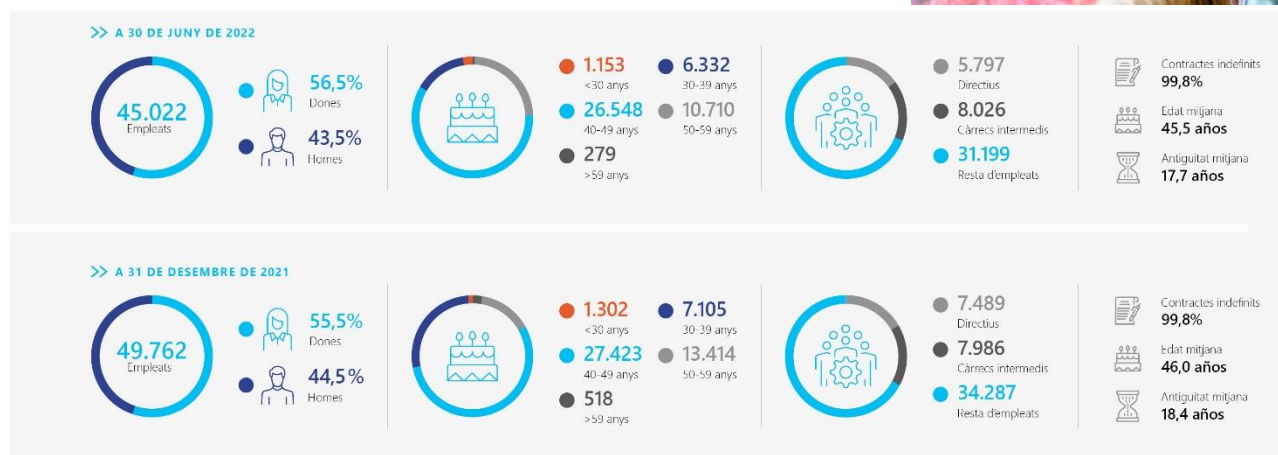 >> A 30 DE JUNY DE 2022
45.022
Empleats
56,5%
Dones
43,5%
Homes
1.153
<30 anys
6.332
30-39 anys
26.548
40-49 anys
10.710
50-59 anys
279
>59 anys
5.797
Directius
8.026
Càrrecs intermedis
31.199
Resta d'empleats
Contractes indefinits
99,8%
Edat mitjana
45,5 años
Antiguitat mitjana
17,7 años
>> A 31 DE DESEMBRE DE 2021
49.762
Empleats
55,5%
Dones
44,5%
Homes
1.302
<30 anys
7.105
30-39 anys
27.423
40-49 anys
13.414
50-59 anys
518
>59 anys
7.489
Directius
7.986
Càrrecs intermedis
34.287
Resta d'empleats
Contractes indefinits
99,8%
Edat mitjana
46,0 años
Antiguitat mitjana
18,4 años